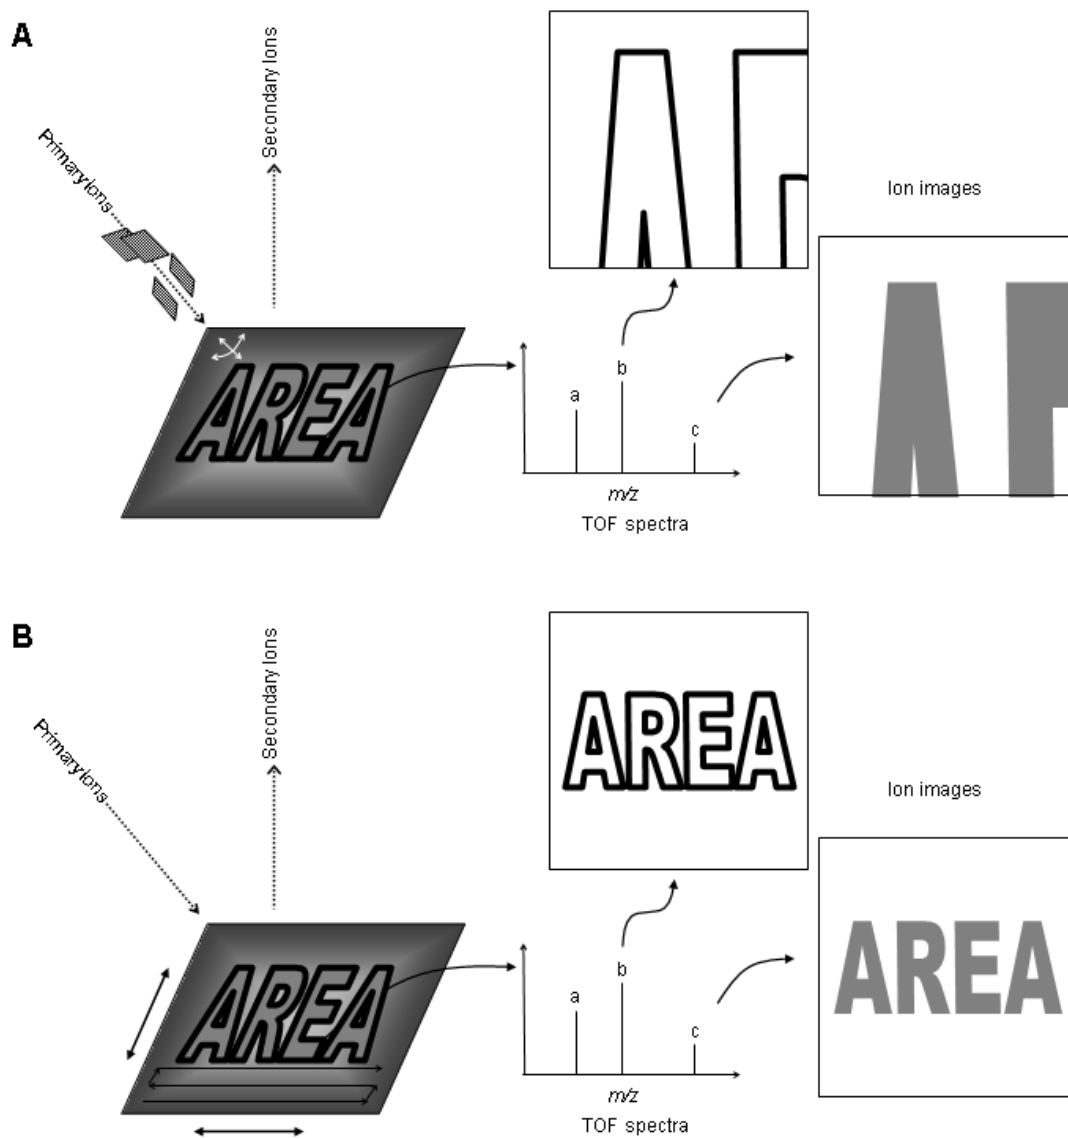 A
Primary Ions
Secondary Ions
AREA
a
b
c
m/z
TOF spectra
Ion images
B
Primary Ions
Secondary Ions
AREA
a
b
c
m/z
TOF spectra
AREA
Ion images
AREA